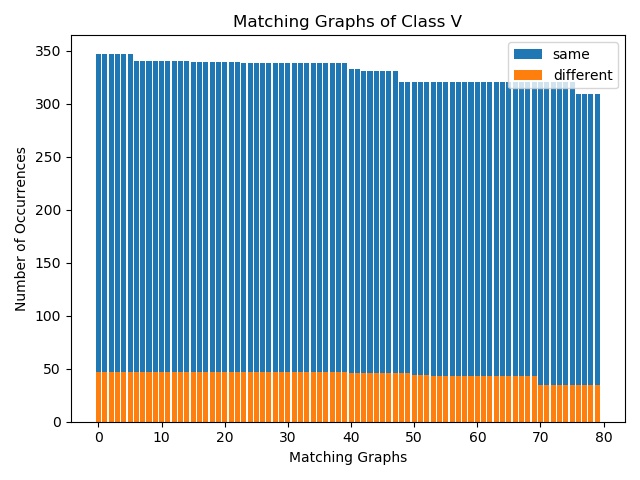 Matching Graphs of Class V
same
different
Number of Occurrences
350
300
250
200
150
100
50
0
0 10 20 30 40 50 60 70 80
Matching Graphs